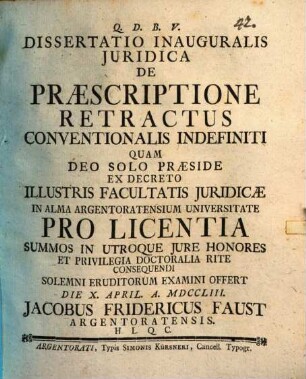 Q. D. B. V.
42.
DISSERTATIO INAUGURALIS
JURIDICA
DE
PRÆSCRIPTIONE
RETRACTUS
CONVENTIONALIS INDEFINITI
QUAM
DEO SOLO PRÆSIDE
EX DECRETO
ILLUSTRIS FACULTATIS JURIDICÆ
IN ALMA ARGENTORATENSIUM UNIVERSITATE
PRO LICENTIA
SUMMOS IN UTROQUE JURE HONORES
ET PRIVILEGIA DOCTORALIA RITE
CONSEQUENDI
SOLEMNI ERUDITORUM EXAMINI OFFERT
DIE X. APRIL. A. MDCCLIII.
JACOBUS FRIDERICUS FAUST
ARGENTORATENSIS.
H. L. Q. C.
ARGENTORATI, Typis SIMONIS KÜRSNERI, Cancell. Typogr.